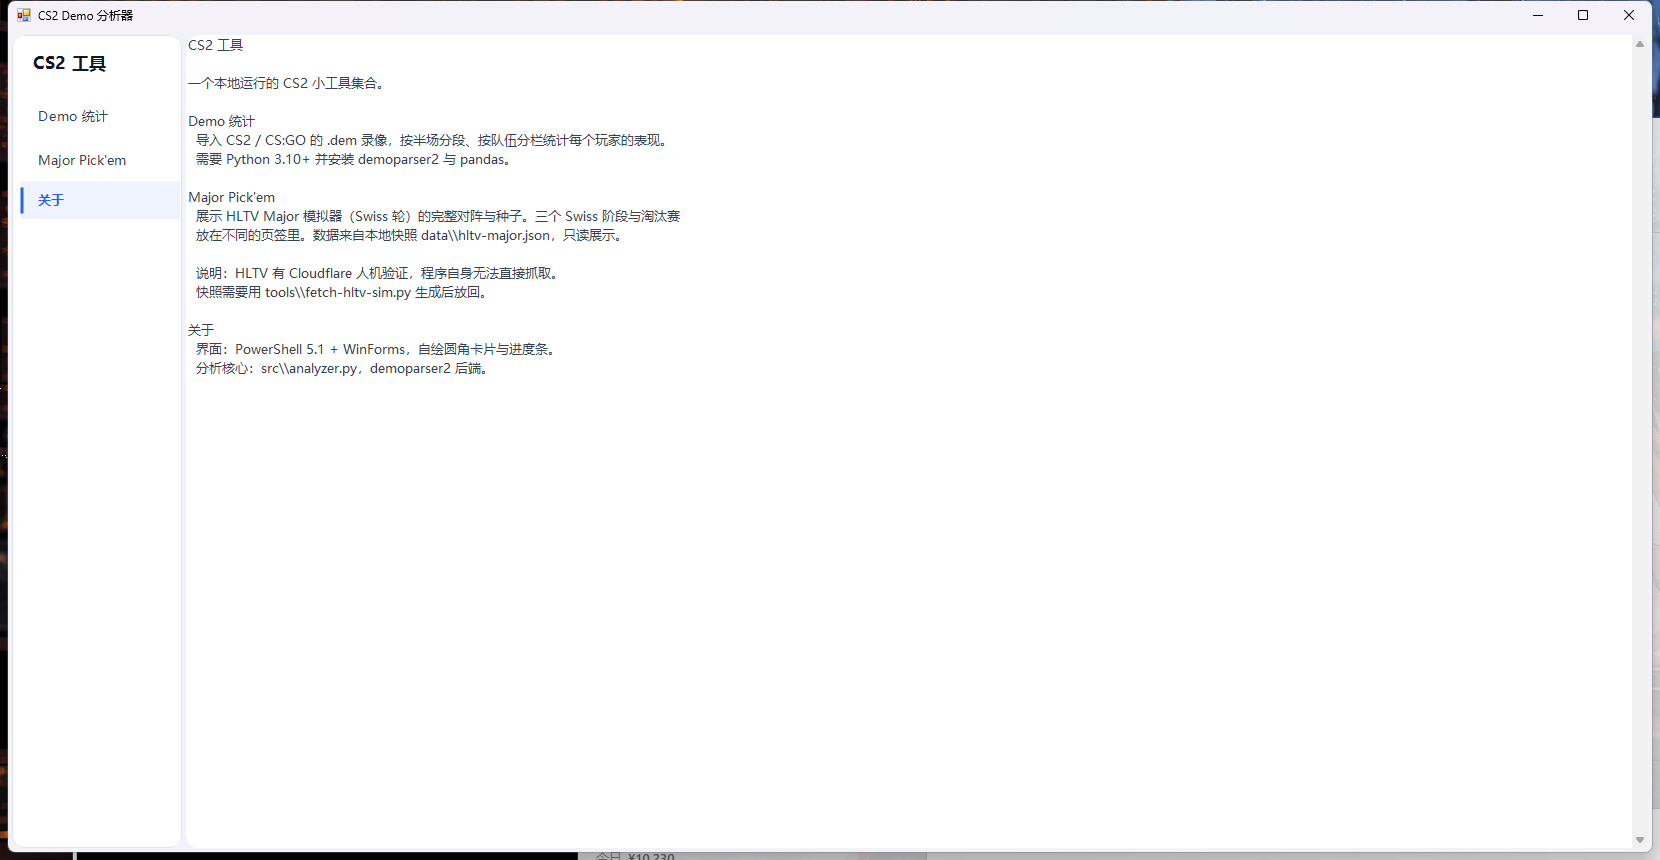 CS2 Demo 分析器
CS2 工具
Demo 统计
Major Pick'em
关于
CS2 工具
一个本地运行的 CS2 小工具集合。
Demo 统计
导入 CS2 / CS:GO 的 .dem 录像，按半场分段、按队伍分栏统计每个玩家的表现。
需要 Python 3.10+ 并安装 demoparser2 与 pandas。
Major Pick'em
展示 HLTV Major 模拟器（Swiss 轮）的完整对阵与种子。三个 Swiss 阶段与淘汰赛
放在不同的页签里。数据来自本地快照 data\\hltv-major.json，只读展示。
说明：HLTV 有 Cloudflare 人机验证，程序自身无法直接抓取。
快照需要用 tools\\fetch-hltv-sim.py 生成后放回。
关于
界面：PowerShell 5.1 + WinForms，自绘圆角卡片与进度条。
分析核心：src\\analyzer.py，demoparser2 后端。
今日 ¥10,230